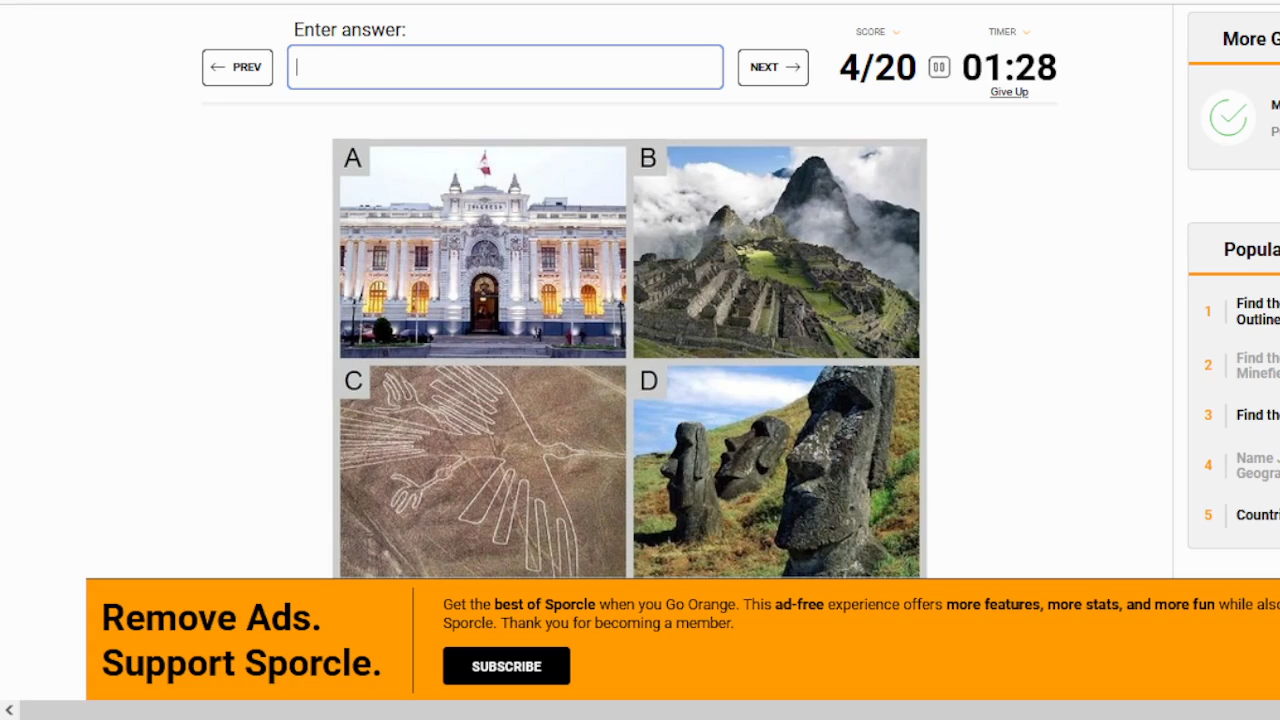 Enter answer:
← PREV
NEXT →
SCORE
4/20
TIMER
01:28
Give Up
More G
M
P
Popula
1 Find th
Outline
2 Find th
Minefie
3 Find th
4 Name J
Geogra
5 Countri
A
B
C
D
Remove Ads.
Support Sporcle.
Get the best of Sporcle when you Go Orange. This ad-free experience offers more features, more stats, and more fun while also
Sporcle. Thank you for becoming a member.
SUBSCRIBE